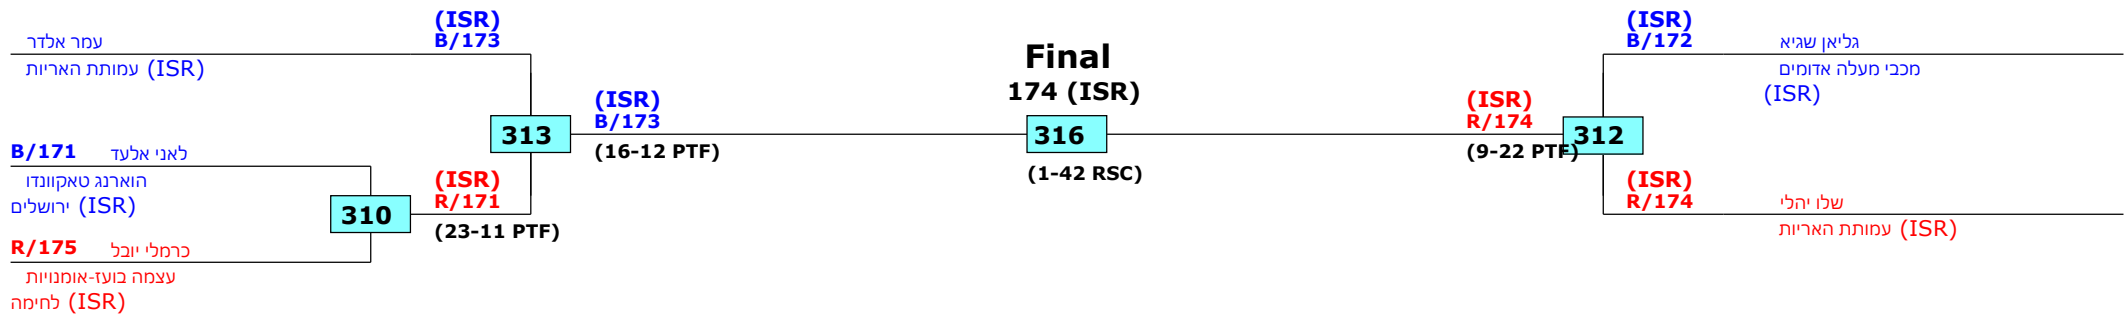 (ISR)
B/173
עמר אלדר
עמותת האריות (ISR)
B/171 לאני אלעד
הוארנג טאקוונדו
ירושלים (ISR)
R/175 כרמלי יובל
עצמה בועז-אומנויות
לחימה (ISR)
310
(ISR)
R/171
(23-11 PTF)
313
(ISR)
B/173
(16-12 PTF)
Final
174 (ISR)
316
(1-42 RSC)
(ISR)
R/174
(9-22 PTF)
312
(ISR)
B/172
גליאן שגיא
מכבי מעלה אדומים
(ISR)
(ISR)
R/174
שלו יהלי
עמותת האריות (ISR)